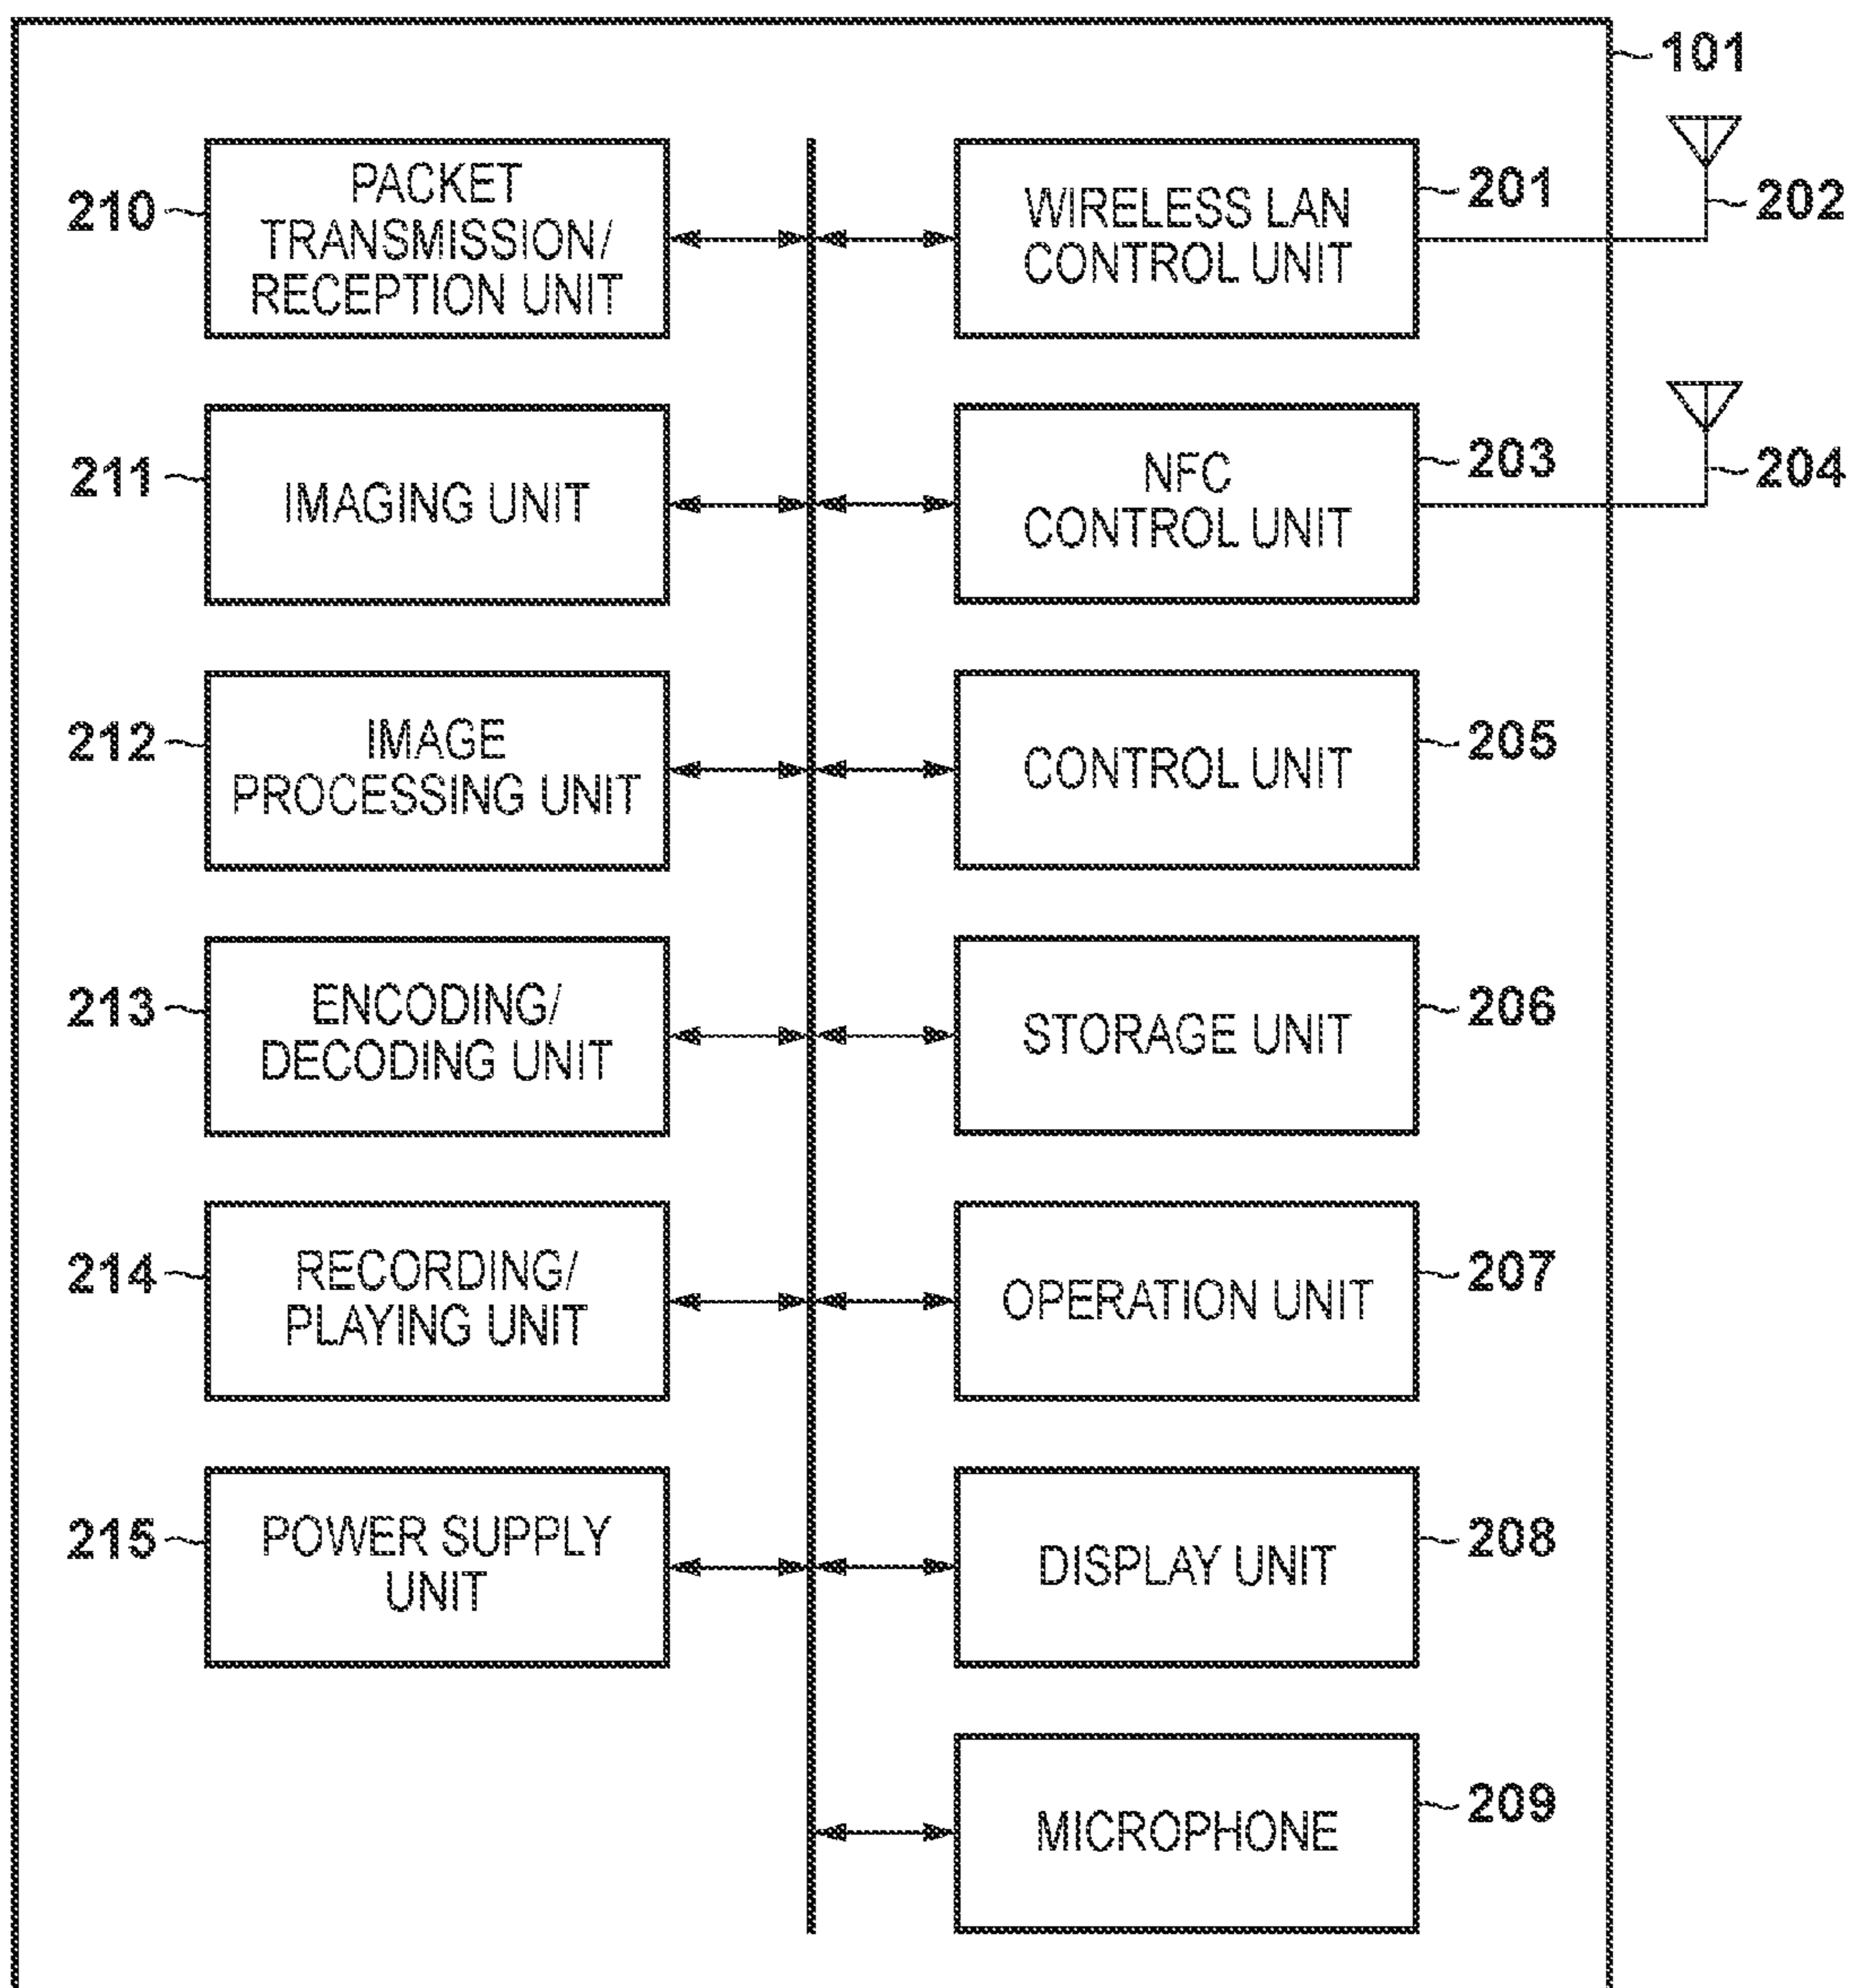 101
210
PACKET
TRANSMISSION/
RECEPTION UNIT
WIRELESS LAN
CONTROL UNIT
201
202
211
IMAGING UNIT
NFC
CONTROL UNIT
203
204
212
IMAGE
PROCESSING UNIT
CONTROL UNIT
205
213
ENCODING/
DECODING UNIT
STORAGE UNIT
206
214
RECORDING/
PLAYING UNIT
OPERATION UNIT
207
215
POWER SUPPLY
UNIT
DISPLAY UNIT
208
MICROPHONE
209